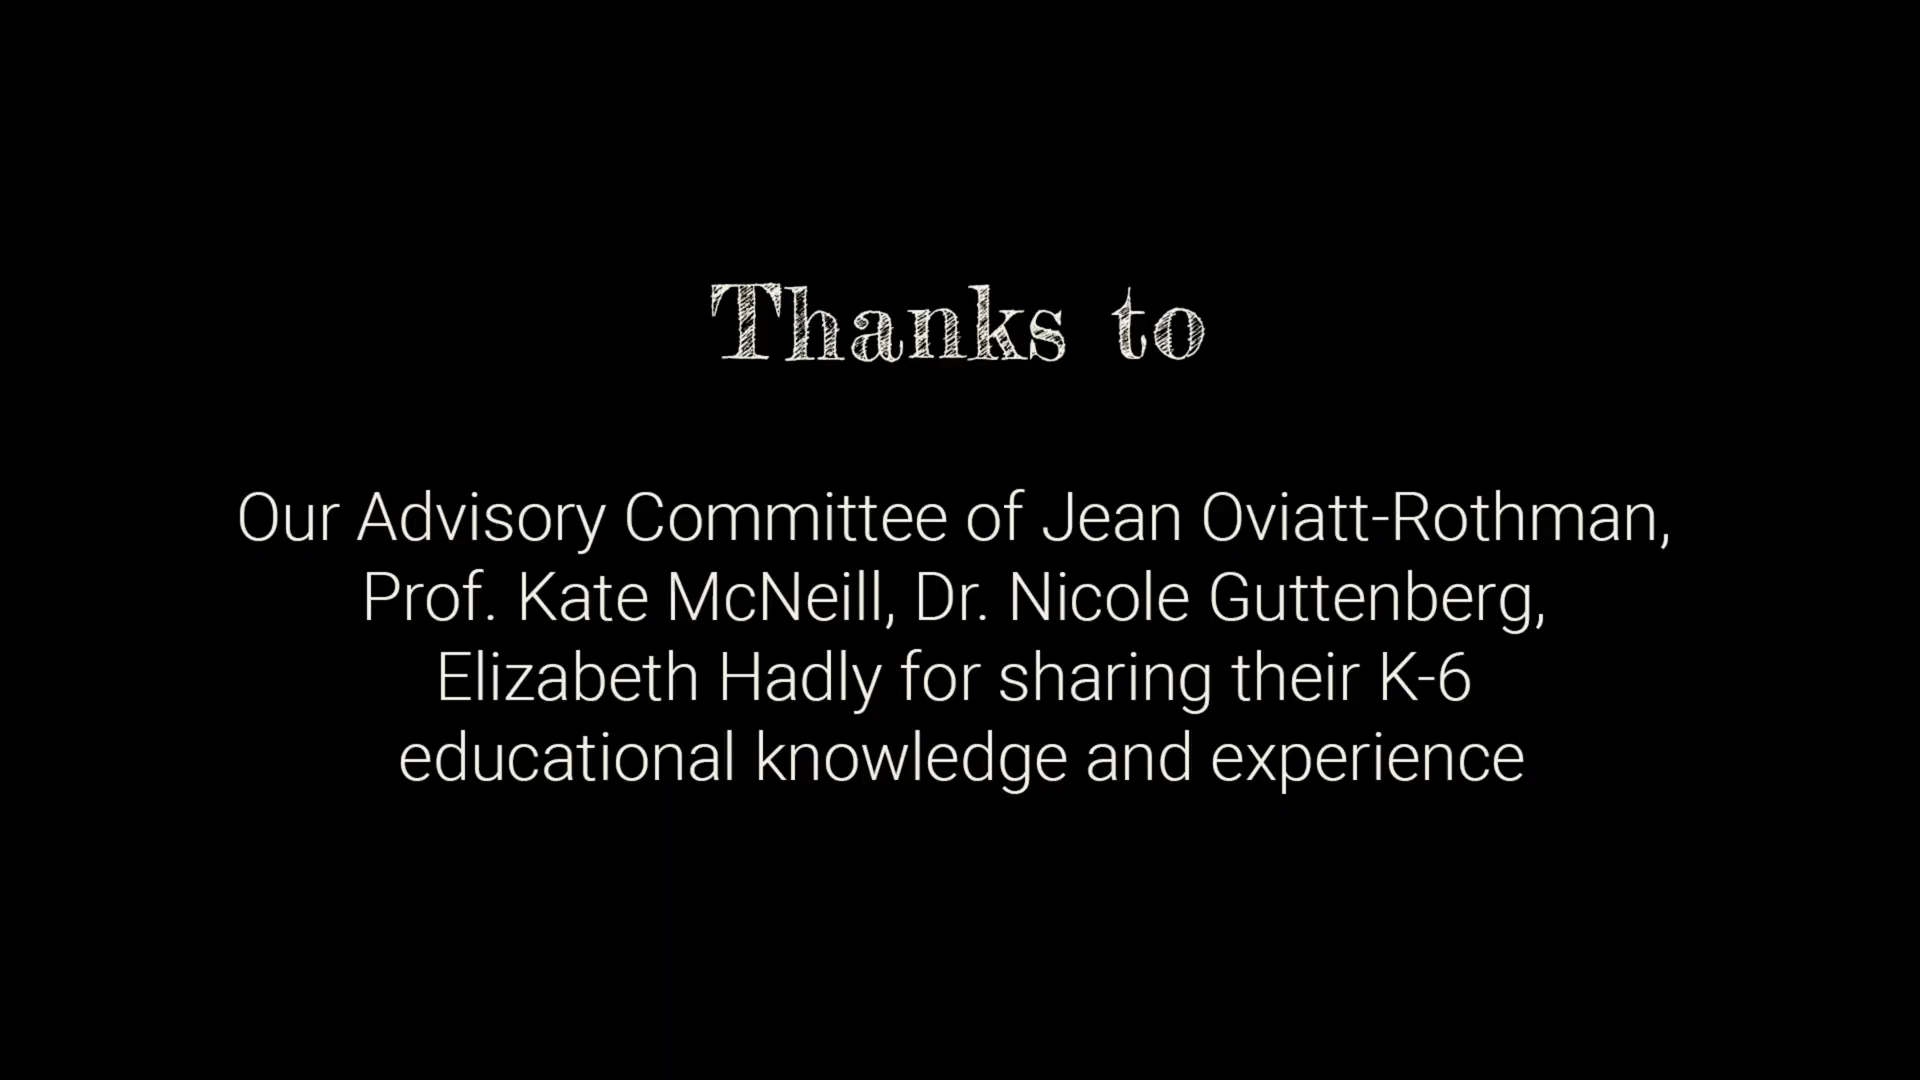 Thanks to
Our Advisory Committee of Jean Oviatt-Rothman,
Prof. Kate McNeill, Dr. Nicole Guttenberg,
Elizabeth Hadly for sharing their K-6
educational knowledge and experience